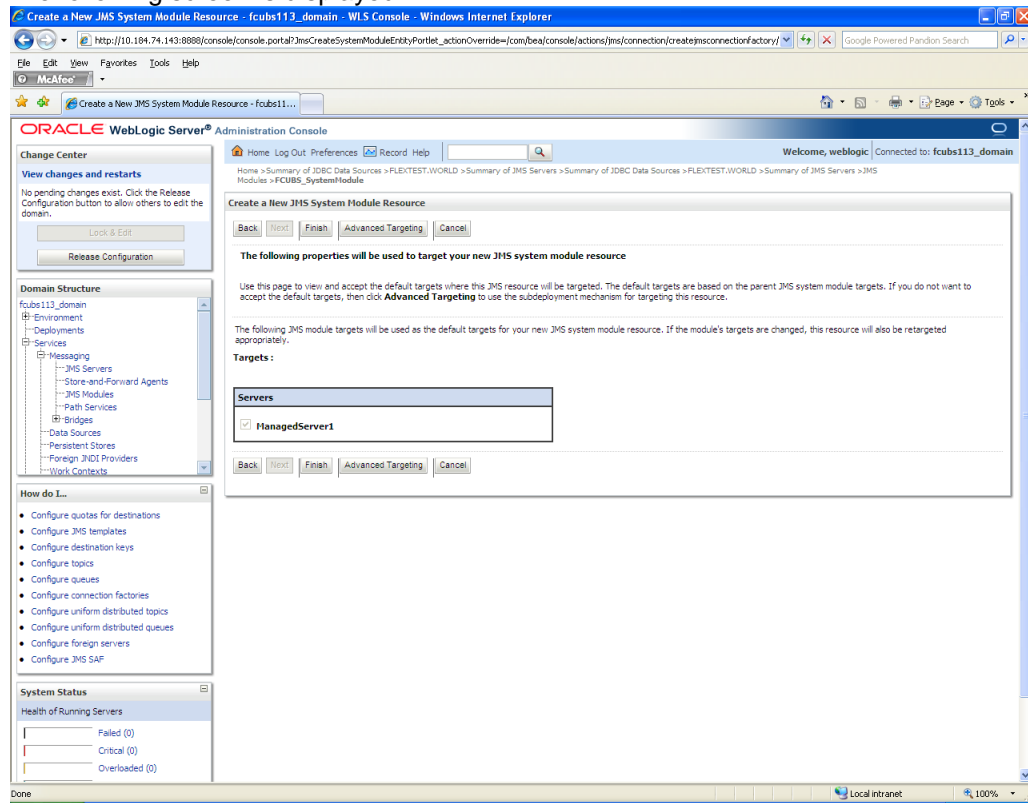 Create a New JMS System Module Resource - fcubs113_domain - WLS Console - Windows Internet Explorer
http://10.184.74.143:8888/console/console.portal?JmsCreateSystemModuleEntityPortlet_actionOverride=/com/bea/console/actions/jms/connection/createjmsconnectionfactory/
Google Powered Pandion Search
File Edit View Favorites Tools Help
McAfee
Create a New JMS System Module Resource - fcubs11...
Page Tools
ORACLE WebLogic Server® Administration Console
Change Center
View changes and restarts
No pending changes exist. Click the Release
Configuration button to allow others to edit the
domain.
Lock & Edit
Release Configuration
Domain Structure
fcubs113_domain
Environment
Deployments
Services
Messaging
JMS Servers
Store-and-Forward Agents
JMS Modules
Path Services
Bridges
Data Sources
Persistent Stores
Foreign JNDI Providers
Work Contexts
How do I...
Configure quotas for destinations
Configure JMS templates
Configure destination keys
Configure topics
Configure queues
Configure connection factories
Configure uniform distributed topics
Configure uniform distributed queues
Configure foreign servers
Configure JMS SAF
System Status
Health of Running Servers
Failed (0)
Critical (0)
Overloaded (0)
Home Log Out Preferences Record Help
Welcome, weblogic Connected to: fcubs113_domain
Home >Summary of JDBC Data Sources >FLEXTEST.WORLD >Summary of JMS Servers >Summary of JDBC Data Sources >FLEXTEST.WORLD >Summary of JMS Servers >JMS
Modules >FCUBS_SystemModule
Create a New JMS System Module Resource
Back Next Finish Advanced Targeting Cancel
The following properties will be used to target your new JMS system module resource
Use this page to view and accept the default targets where this JMS resource will be targeted. The default targets are based on the parent JMS system module targets. If you do not want to
accept the default targets, then click Advanced Targeting to use the subdeployment mechanism for targeting this resource.
The following JMS module targets will be used as the default targets for your new JMS system module resource. If the module's targets are changed, this resource will also be retargeted
appropriately.
Targets :
Servers
ManagedServer1
Back Next Finish Advanced Targeting Cancel
Done
Local intranet
100%